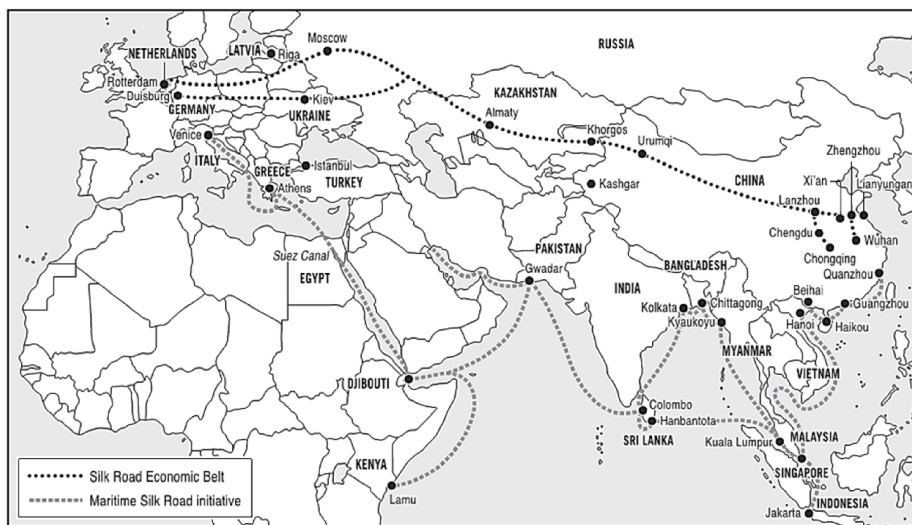 Moscow
RUSSIA
NETHERLANDS
LATVIA
Riga
Rotterdam
Duisburg
GERMANY
Kiev
UKRAINE
KAZAKHSTAN
Almaty
Khorgos
Urumqi
Zhengzhou
Venice
ITALY
GREECE
Istanbul
Athens
TURKEY
Kashgar
CHINA
Xi'an
Lianyungan
Lanzhou
Chengdu
Chongqing
Wuhan
Quanzhou
Suez Canal
EGYPT
PAKISTAN
Gwadar
INDIA
BANGLADESH
Kolkata
Chittagong
Kyaukoyu
Beihai
Guangzhou
Hanoi
Haikou
MYANMAR
VIETNAM
DJIBOUTI
Colombo
Hanbantota
SRI LANKA
Kuala Lumpur
MALAYSIA
SINGAPORE
KENYA
Lamu
INDONESIA
Jakarta
Silk Road Economic Belt
Maritime Silk Road initiative